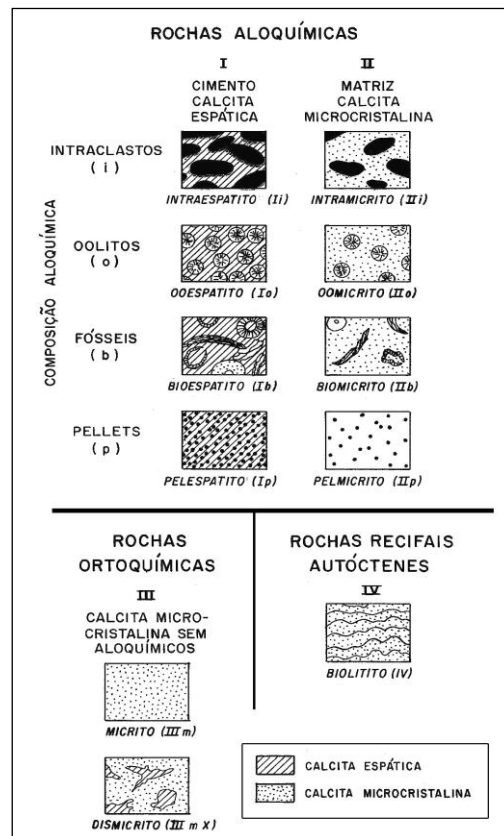 ROCHAS ALOQUÍMICAS
I
CIMENTO
CALCITA
ESPÁTICA
II
MATRIZ
CALCITA
MICROCRISTALINA
COMPOSIÇÃO ALOQUÍMICA
INTRACLASTOS
(i)
INTRAESPATITO (Ii)
INTRAMICRITO (IIi)
OOLITOS
(o)
OOESPATITO (Io)
OOMICRITO (IIo)
FÓSSEIS
(b)
BIOESPATITO (Ib)
BIOMICRITO (IIb)
PELLETS
(p)
PELESPATITO (Ip)
PELMICRITO (IIp)
ROCHAS
ORTOQUÍMICAS
III
CALCITA MICRO-
CRISTALINA SEM
ALOQUÍMICOS
MICRITO (III m)
DISMICRITO (III m X)
ROCHAS RECIFAIS
AUTÓCTENES
IV
BIOLITITO (IV)
CALCITA ESPÁTICA
CALCITA MICROCRISTALINA